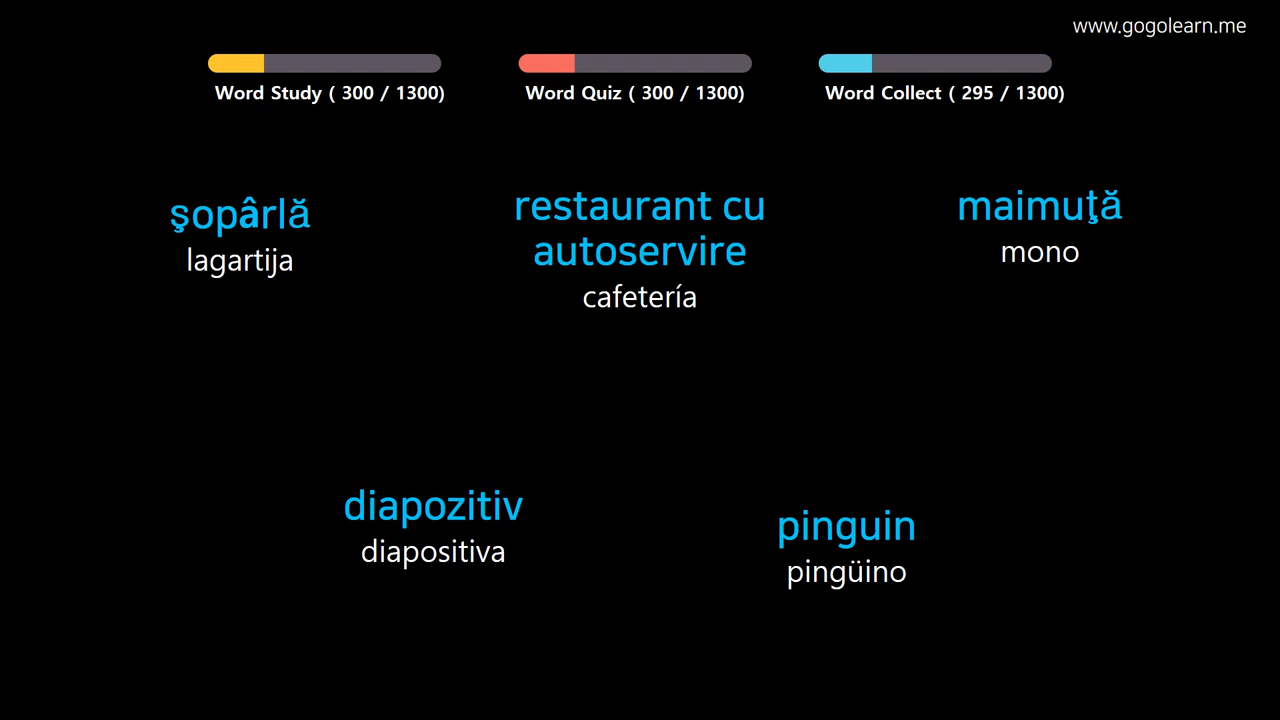 www.gogolearn.me
Word Study ( 300 / 1300)
Word Quiz ( 300 / 1300)
Word Collect ( 295 / 1300)
şopârlă
lagartija
restaurant cu
autoservire
cafetería
maimuţă
mono
diapozitiv
diapositiva
pinguin
pingüino